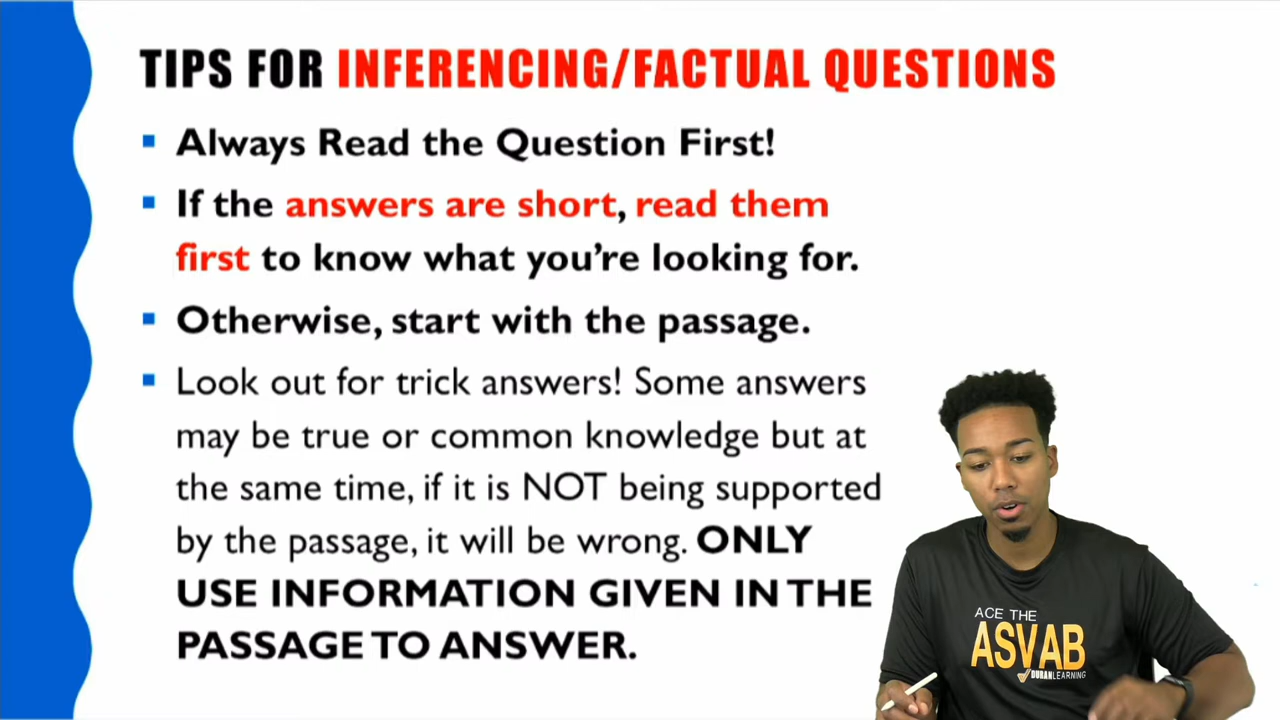 TIPS FOR INFERENCING/FACTUAL QUESTIONS
Always Read the Question First!
If the answers are short, read them
first to know what you’re looking for.
Otherwise, start with the passage.
Look out for trick answers! Some answers
may be true or common knowledge but at
the same time, if it is NOT being supported
by the passage, it will be wrong. ONLY
USE INFORMATION GIVEN IN THE
PASSAGE TO ANSWER.
ACE THE
ASVAB
DURANLEARNING